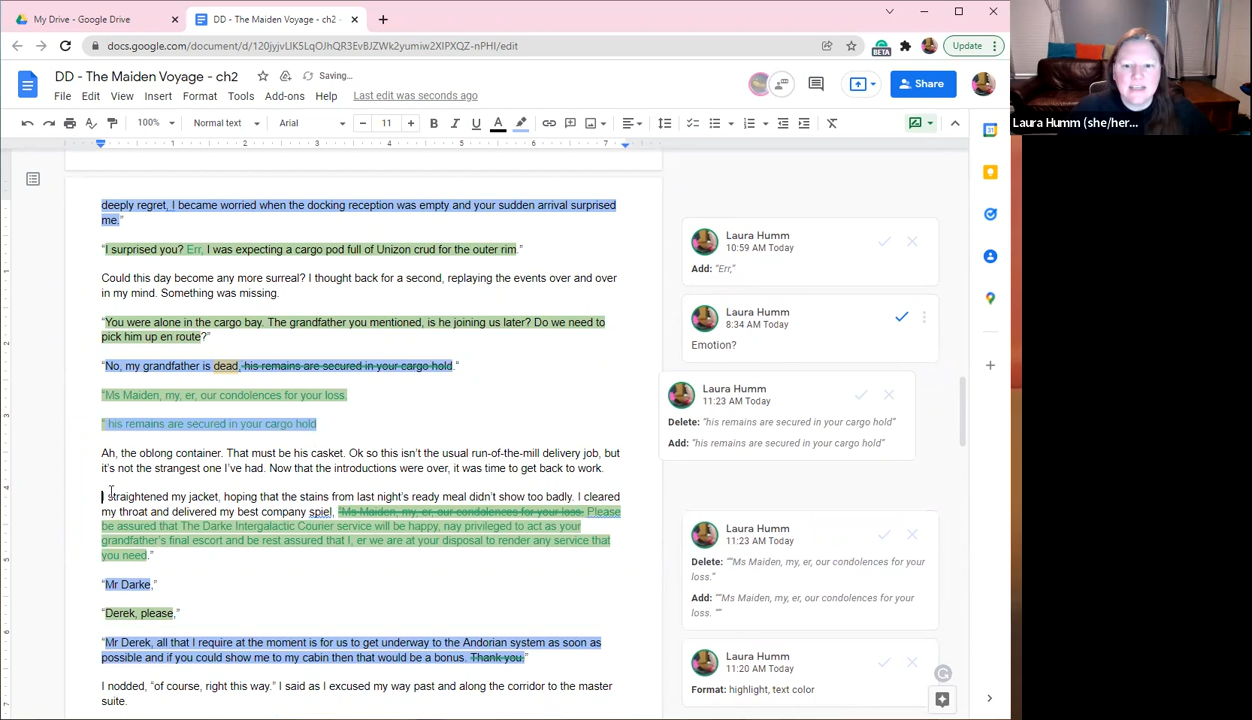 My Drive - Google Drive
DD - The Maiden Voyage - ch2 -
docs.google.com/document/d/120jyjvLIK5LqOJhQR3EvBJZWk2yumiw2XIPXQZ-nPHI/edit
BETA
Update
DD - The Maiden Voyage - ch2
Saving...
File Edit View Insert Format Tools Add-ons Help
Last edit was seconds ago
Share
100%
Normal text
Arial
11
B I U A
1 2 3 4 5 6 7
deeply regret, I became worried when the docking reception was empty and your sudden arrival surprised
me."
"I surprised you? Err, I was expecting a cargo pod full of Unizon crud for the outer rim."
Could this day become any more surreal? I thought back for a second, replaying the events over and over
in my mind. Something was missing.
"You were alone in the cargo bay. The grandfather you mentioned, is he joining us later? Do we need to
pick him up en route?"
"No, my grandfather is dead, his remains are secured in your cargo hold."
"Ms Maiden, my, er, our condolences for your loss.
" his remains are secured in your cargo hold
Ah, the oblong container. That must be his casket. Ok so this isn't the usual run-of-the-mill delivery job, but
it's not the strangest one I've had. Now that the introductions were over, it was time to get back to work.
I straightened my jacket, hoping that the stains from last night's ready meal didn't show too badly. I cleared
my throat and delivered my best company spiel, "Ms Maiden, my, er, our condolences for your loss. Please
be assured that The Darke Intergalactic Courier service will be happy, nay privileged to act as your
grandfather's final escort and be rest assured that I, er we are at your disposal to render any service that
you need."
"Mr Darke,"
"Derek, please,"
"Mr Derek, all that I require at the moment is for us to get underway to the Andorian system as soon as
possible and if you could show me to my cabin then that would be a bonus. Thank you."
I nodded, "of course, right this way." I said as I excused my way past and along the corridor to the master
suite.
Laura Humm
10:59 AM Today
Add: "Err,"
Laura Humm
8:34 AM Today
Emotion?
Laura Humm
11:23 AM Today
Delete: "his remains are secured in your cargo hold"
Add: "his remains are secured in your cargo hold"
Laura Humm
11:23 AM Today
Delete: ""Ms Maiden, my, er, our condolences for your
loss."
Add: ""Ms Maiden, my, er, our condolences for your
loss. ""
Laura Humm
11:20 AM Today
Format: highlight, text color
Laura Humm (she/her...